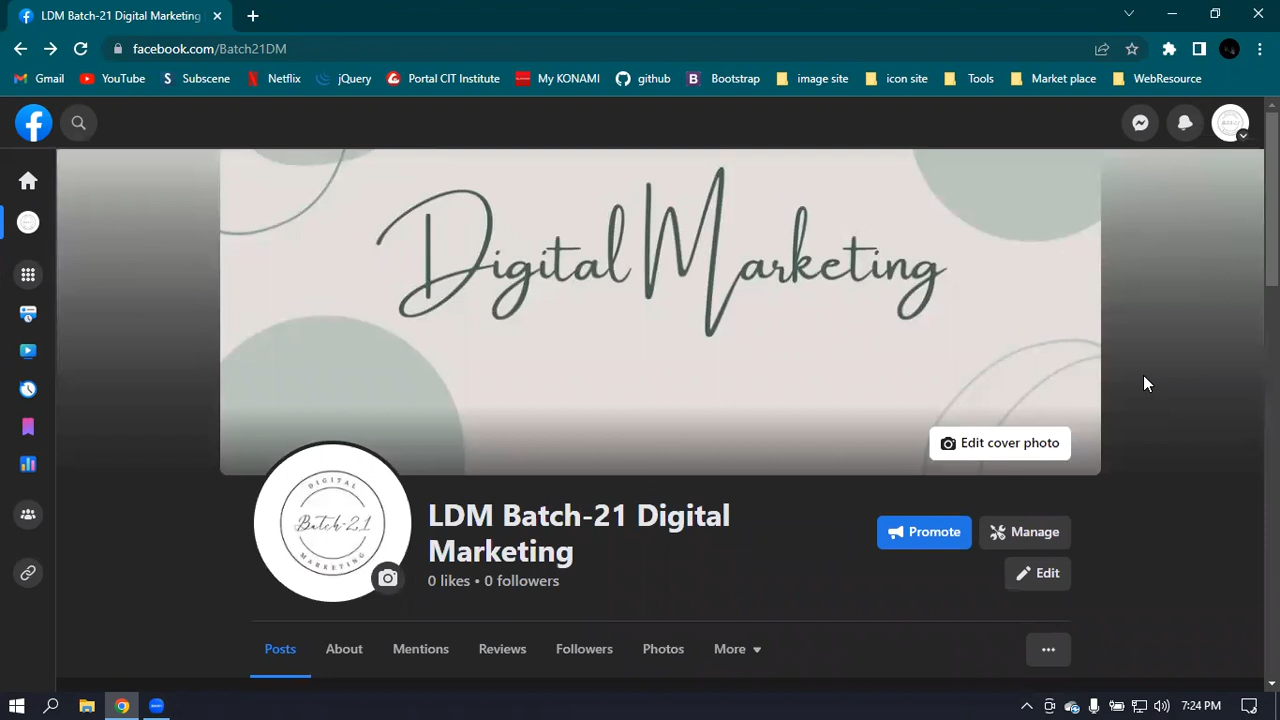 LDM Batch-21 Digital Marketing
facebook.com/Batch21DM
Gmail YouTube Subscene Netflix jQuery Portal CIT Institute My KONAMI github Bootstrap image site icon site Tools Market place WebResource
Digital Marketing
Edit cover photo
DIGITAL
Batch-21
MARKETING
LDM Batch-21 Digital
Marketing
0 likes • 0 followers
Promote Manage
Edit
Posts About Mentions Reviews Followers Photos More
7:24 PM